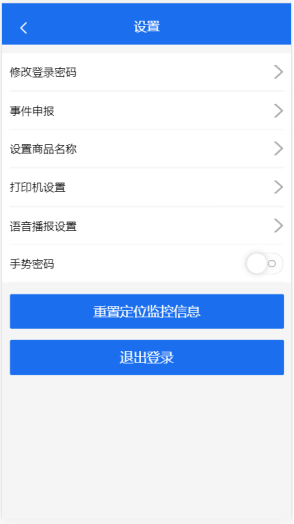 设置
修改登录密码
事件申报
设置商品名称
打印机设置
语音播报设置
手势密码
重置定位监控信息
退出登录